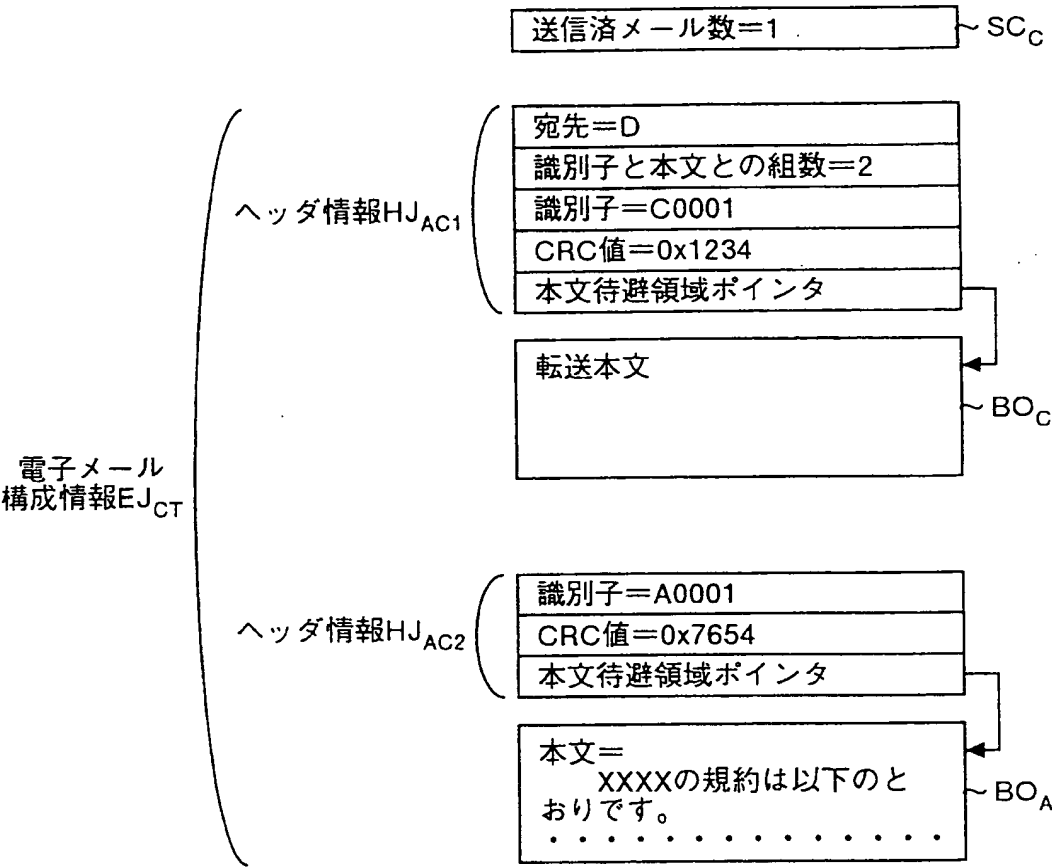 送信済メール数＝1
SC_C
宛先＝D
識別子と本文との組数＝2
ヘッダ情報HJ_AC1
識別子＝C0001
CRC値＝0x1234
本文待避領域ポインタ
転送本文
BO_C
電子メール
構成情報EJ_CT
識別子＝A0001
ヘッダ情報HJ_AC2
CRC値＝0x7654
本文待避領域ポインタ
本文＝
XXXXの規約は以下のと
おりです。
BO_A
・・・・・・・・・・・・・・